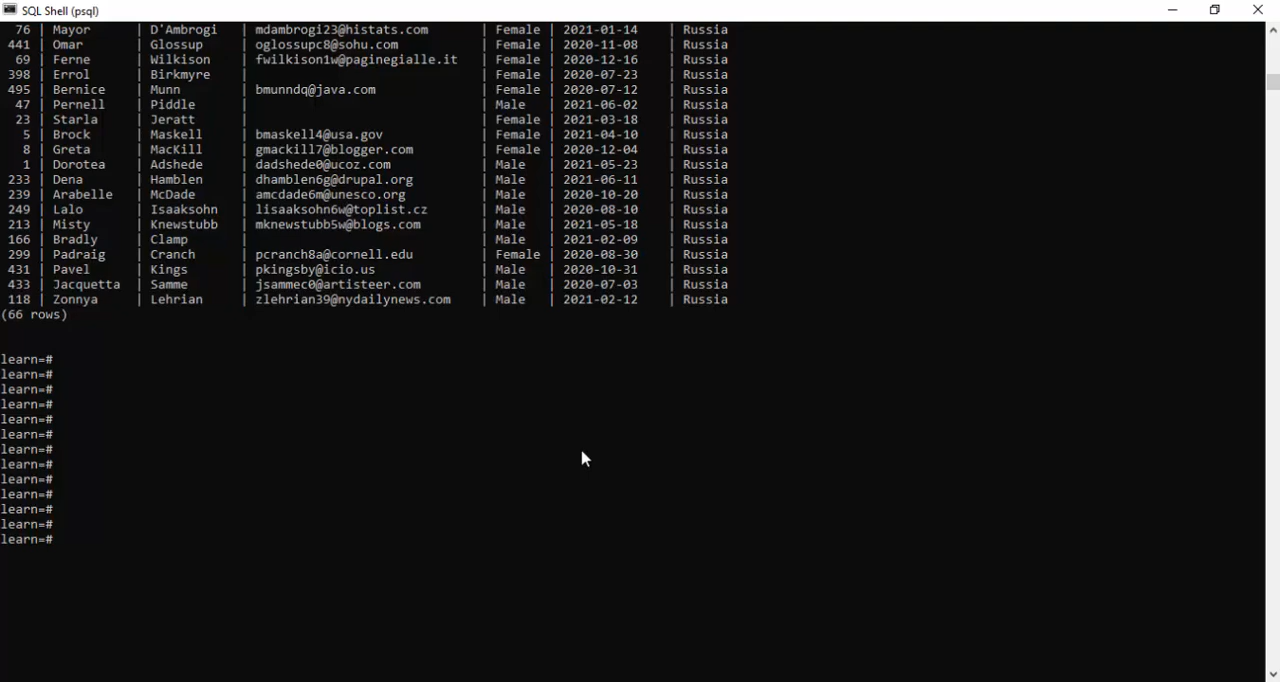 SQL Shell (psql)
76 | Mayor | D'Ambrogi | mdambrogi23@histats.com | Female | 2021-01-14 | Russia
441 | Omar | Glossup | oglossupc8@sohu.com | Female | 2020-11-08 | Russia
69 | Ferne | Wilkison | fwilkison1w@paginegialle.it | Female | 2020-12-16 | Russia
398 | Errol | Birkmyre | | Female | 2020-07-23 | Russia
495 | Bernice | Munn | bmunndq@java.com | Female | 2020-07-12 | Russia
47 | Pernell | Piddle | | Male | 2021-06-02 | Russia
23 | Starla | Jeratt | | Female | 2021-03-18 | Russia
5 | Brock | Maskell | bmaskell4@usa.gov | Female | 2021-04-10 | Russia
8 | Greta | MacKill | gmackill7@blogger.com | Female | 2020-12-04 | Russia
1 | Dorotea | Adshede | dadshede0@ucoz.com | Male | 2021-05-23 | Russia
233 | Dena | Hamblen | dhamblen6g@drupal.org | Male | 2021-06-11 | Russia
239 | Arabelle | McDade | amcdade6m@unesco.org | Male | 2020-10-20 | Russia
249 | Lalo | Isaaksohn | lisaaksohn6w@toplist.cz | Male | 2020-08-10 | Russia
213 | Misty | Knewstubb | mknewstubb5w@blogs.com | Male | 2021-05-18 | Russia
166 | Bradly | Clamp | | Male | 2021-02-09 | Russia
299 | Padraig | Cranch | pcranch8a@cornell.edu | Female | 2020-08-30 | Russia
431 | Pavel | Kings | pkingsby@icio.us | Male | 2020-10-31 | Russia
433 | Jacquetta | Samme | jsammec0@artisteer.com | Male | 2020-07-03 | Russia
118 | Zonnya | Lehrian | zlehrian39@nydailynews.com | Male | 2021-02-12 | Russia
(66 rows)
learn=#
learn=#
learn=#
learn=#
learn=#
learn=#
learn=#
learn=#
learn=#
learn=#
learn=#
learn=#
learn=#